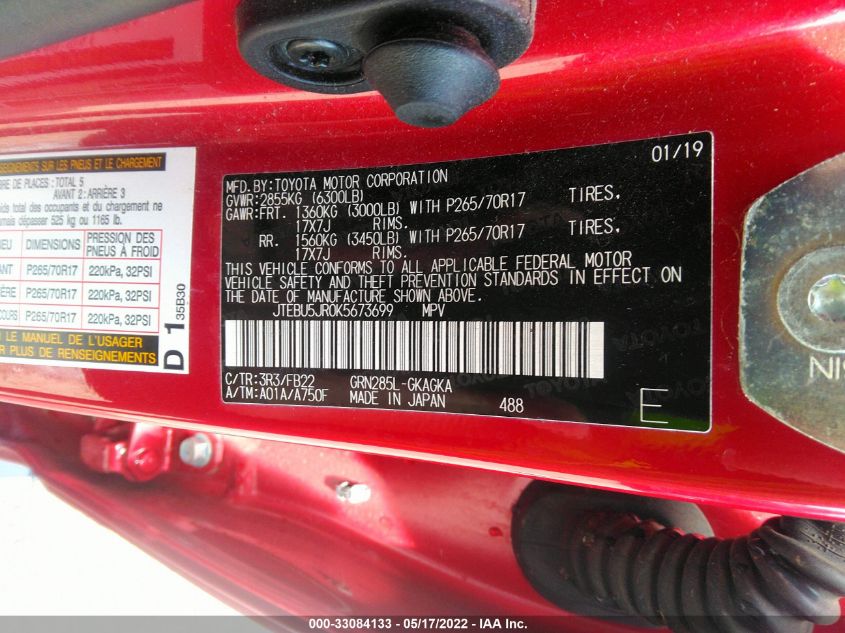 ENSEIGNEMENTS SUR LES PNEUS ET LE CHARGEMENT
BRE DE PLACES : TOTAL 5
AVANT 2 : ARRIÈRE 3
total des occupants et du chargement ne
jamais dépasser 525 kg ou 1165 lb.
DIMENSIONS PRESSION DES PNEUS À FROID
P265/70R17 220kPa, 32PSI
P265/70R17 220kPa, 32PSI
P265/70R17 220kPa, 32PSI
LE MANUEL DE L'USAGER
R PLUS DE RENSEIGNEMENTS
D 1 35B30
01/19
MFD.BY:TOYOTA MOTOR CORPORATION
GVWR:2855KG (6300LB)
GAWR:FRT. 1360KG (3000LB) WITH P265/70R17 TIRES,
17X7J RIMS.
RR. 1560KG (3450LB) WITH P265/70R17 TIRES,
17X7J RIMS.
THIS VEHICLE CONFORMS TO ALL APPLICABLE FEDERAL MOTOR
VEHICLE SAFETY AND THEFT PREVENTION STANDARDS IN EFFECT ON
THE DATE OF MANUFACTURE SHOWN ABOVE.
JTEBU5JR0K5673699 MPV
C/TR:3R3/FB22 GRN285L-GKAGKA
A/TM:A01A/A750F MADE IN JAPAN 488
E
NIS
000-33084133 - 05/17/2022 - IAA Inc.